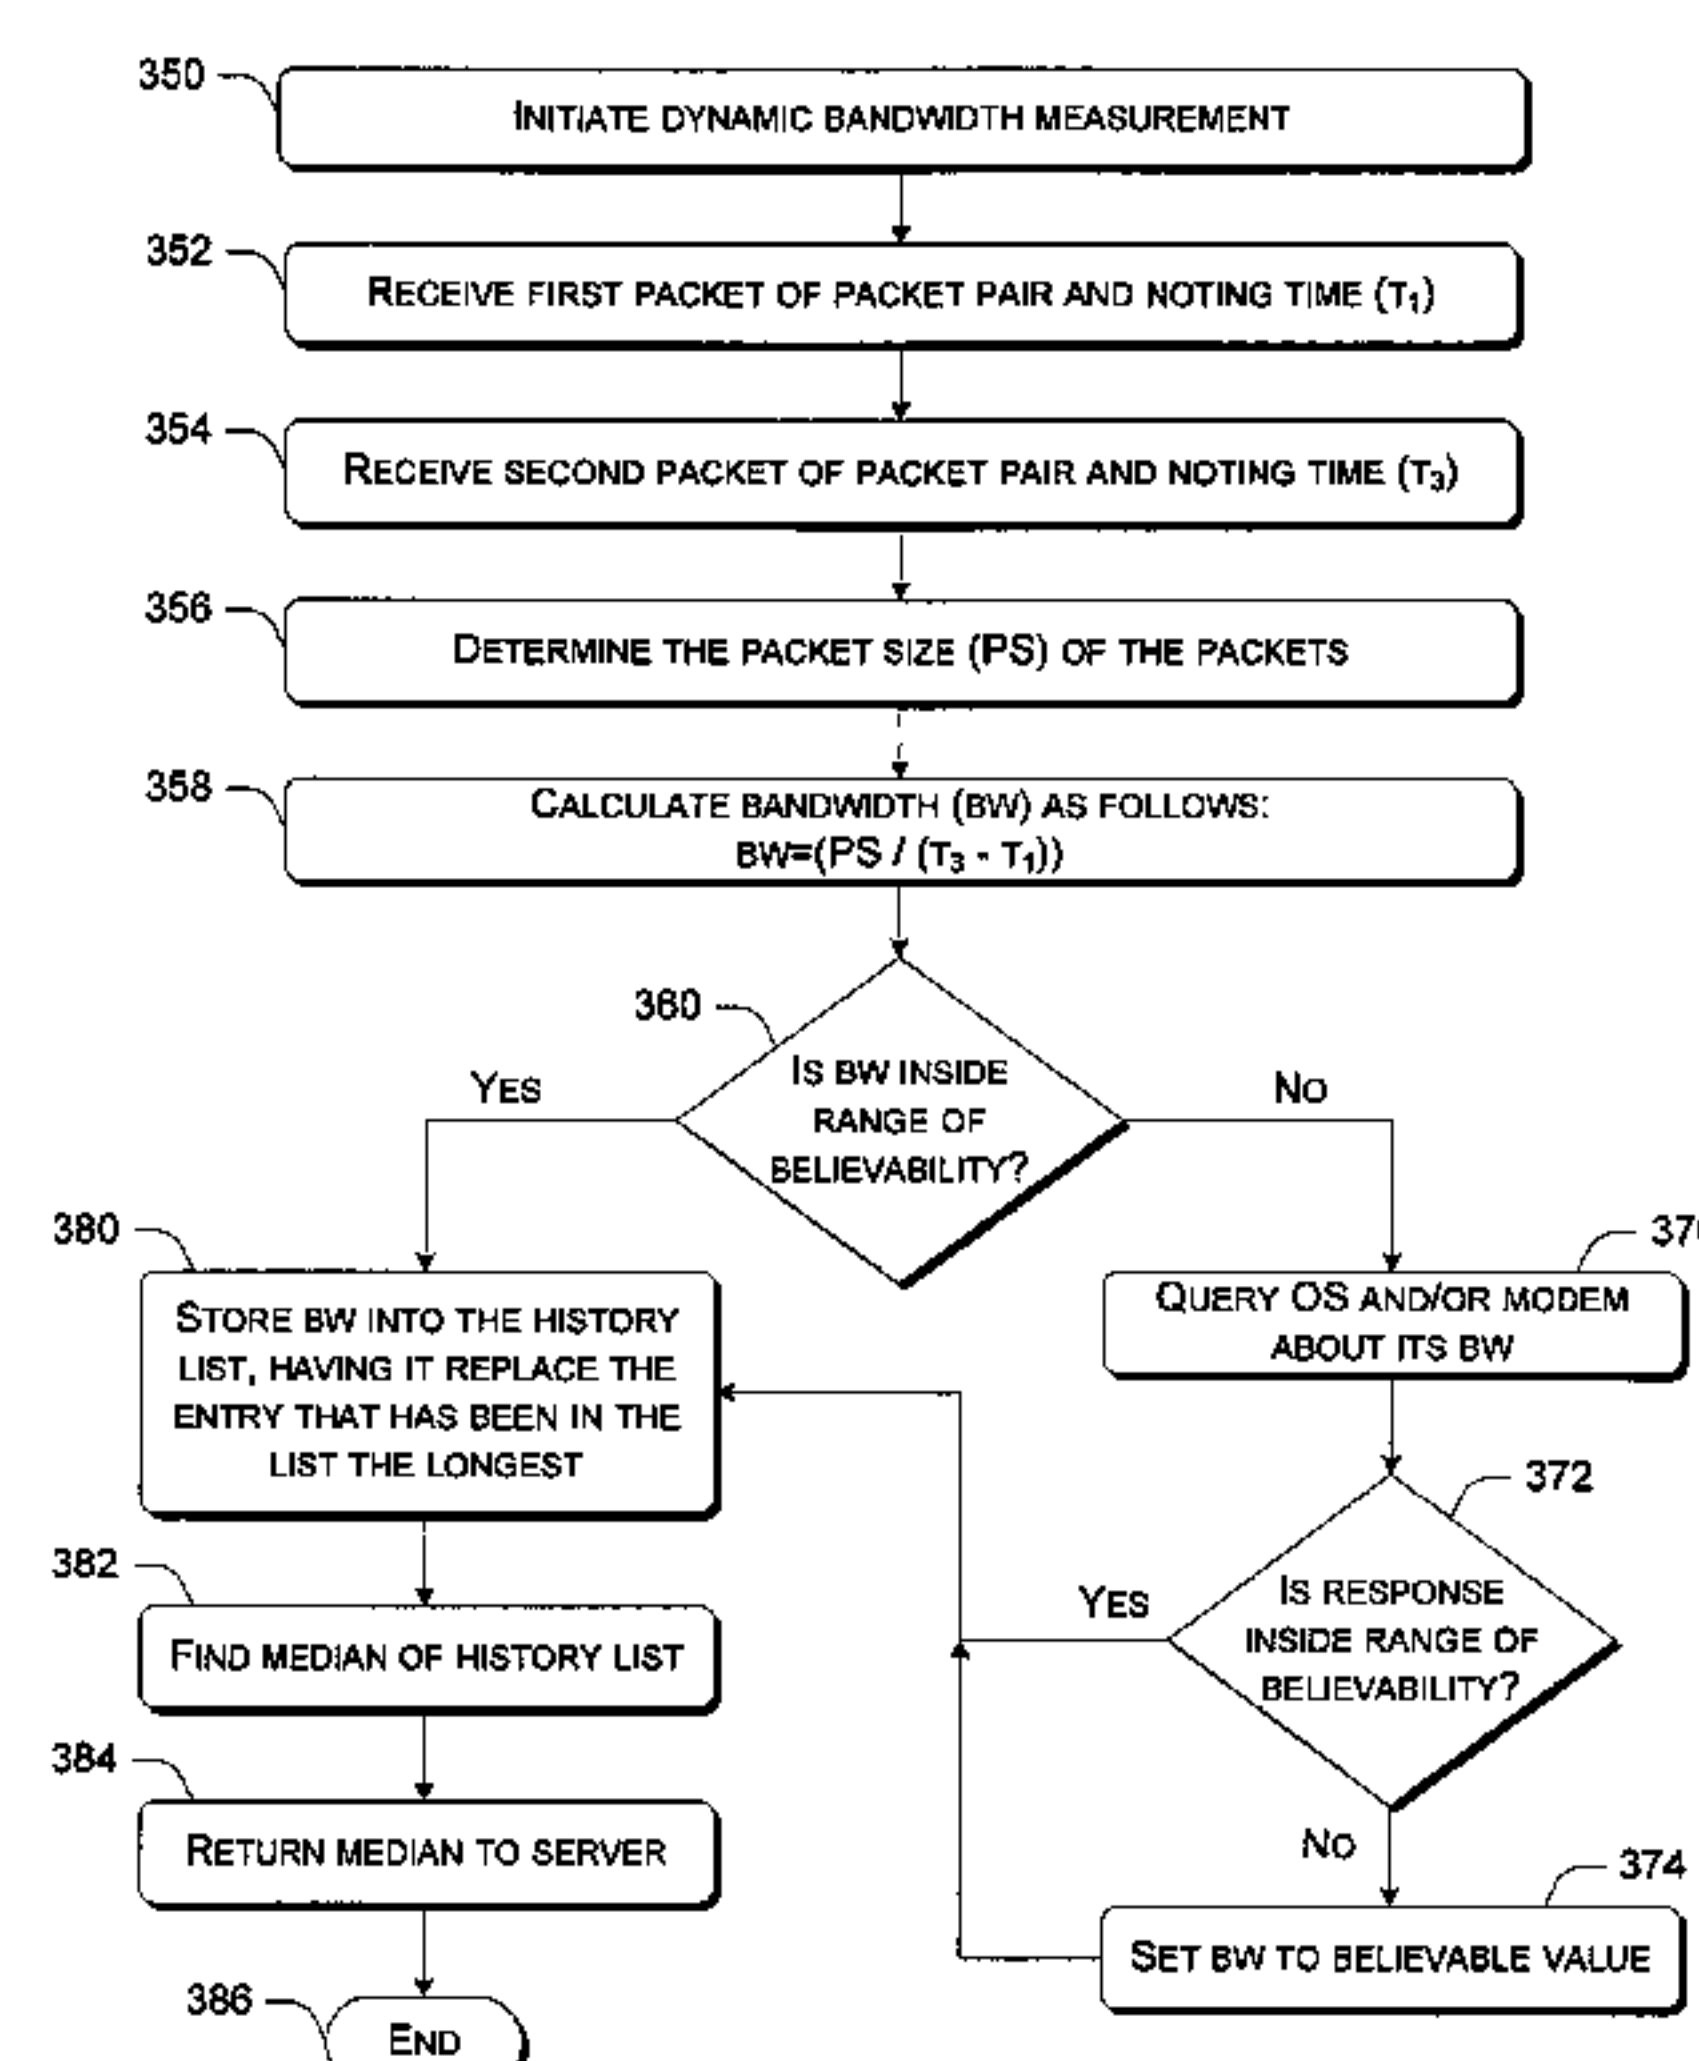 350
INITIATE DYNAMIC BANDWIDTH MEASUREMENT
352
RECEIVE FIRST PACKET OF PACKET PAIR AND NOTING TIME (T1)
354
RECEIVE SECOND PACKET OF PACKET PAIR AND NOTING TIME (T3)
356
DETERMINE THE PACKET SIZE (PS) OF THE PACKETS
358
CALCULATE BANDWIDTH (BW) AS FOLLOWS:
BW=(PS / (T3 - T1))
360
IS BW INSIDE
RANGE OF
BELIEVABILITY?
YES
NO
380
STORE BW INTO THE HISTORY
LIST, HAVING IT REPLACE THE
ENTRY THAT HAS BEEN IN THE
LIST THE LONGEST
QUERY OS AND/OR MODEM
ABOUT ITS BW
372
IS RESPONSE
INSIDE RANGE OF
BELIEVABILITY?
YES
NO
382
FIND MEDIAN OF HISTORY LIST
384
RETURN MEDIAN TO SERVER
374
SET BW TO BELIEVABLE VALUE
386
END